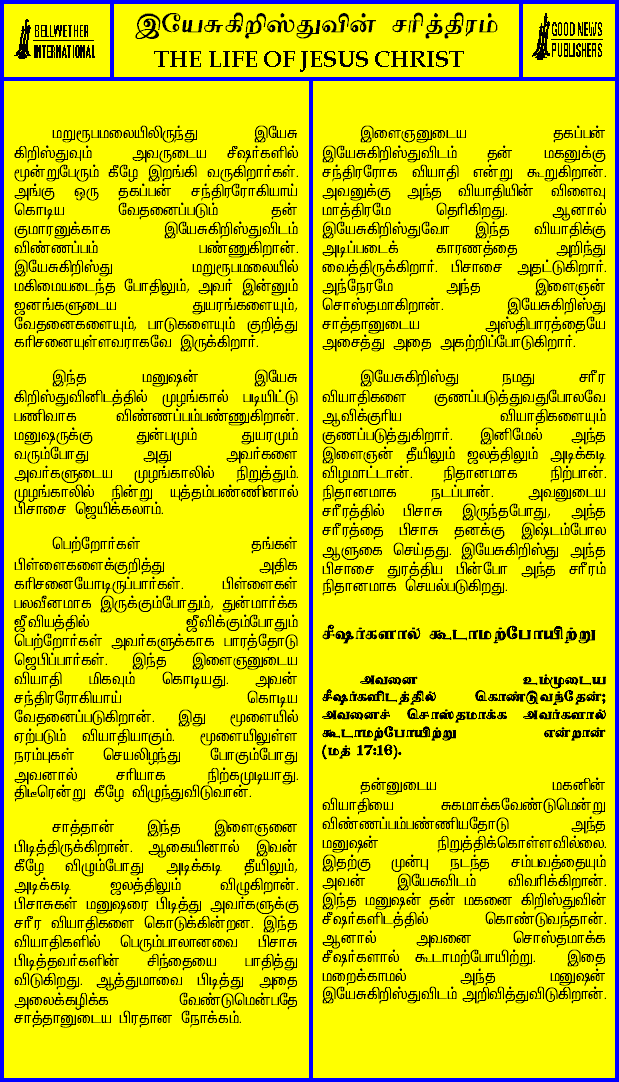 BELLWETHER
INTERNATIONAL
இயேசுகிறிஸ்துவின் சரித்திரம்
THE LIFE OF JESUS CHRIST
GOOD NEWS
PUBLISHERS
மறுரூபமலையிலிருந்து இயேசு
கிறிஸ்துவும் அவருடைய சீஷர்களில்
மூன்றுபேரும் கீழே இறங்கி வருகிறார்கள்.
அங்கு ஒரு தகப்பன் சந்திரரோகியாய்
கொடிய வேதனைப்படும் தன்
குமாரனுக்காக இயேசுகிறிஸ்துவிடம்
விண்ணப்பம் பண்ணுகிறான்.
இயேசுகிறிஸ்து மறுரூபமலையில்
மகிமையடைந்த போதிலும், அவர் இன்னும்
ஜனங்களுடைய துயரங்களையும்,
வேதனைகளையும், பாடுகளையும் குறித்து
கரிசனையுள்ளவராகவே இருக்கிறார்.
இந்த மனுஷன் இயேசு
கிறிஸ்துவினிடத்தில் முழங்கால் படியிட்டு
பணிவாக விண்ணப்பம்பண்ணுகிறான்.
மனுஷருக்கு துன்பமும் துயரமும்
வரும்போது அது அவர்களை
அவர்களுடைய முழங்காலில் நிறுத்தும்.
முழங்காலில் நின்று யுத்தம்பண்ணினால்
பிசாசை ஜெயிக்கலாம்.
பெற்றோர்கள் தங்கள்
பிள்ளைகளைக்குறித்து அதிக
கரிசனையோடிருப்பார்கள். பிள்ளைகள்
பலவீனமாக இருக்கும்போதும், துன்மார்க்க
ஜீவியத்தில் ஜீவிக்கும்போதும்
பெற்றோர்கள் அவர்களுக்காக பாரத்தோடு
ஜெபிப்பார்கள். இந்த இளைஞனுடைய
வியாதி மிகவும் கொடியது. அவன்
சந்திரரோகியாய் கொடிய
வேதனைப்படுகிறான். இது மூளையில்
ஏற்படும் வியாதியாகும். மூளையிலுள்ள
நரம்புகள் செயலிழந்து போகும்போது
அவனால் சரியாக நிற்கமுடியாது.
திடீரென்று கீழே விழுந்துவிடுவான்.
சாத்தான் இந்த இளைஞனை
பிடித்திருக்கிறான். ஆகையினால் இவன்
கீழே விழும்போது அடிக்கடி தீயிலும்,
அடிக்கடி ஜலத்திலும் விழுகிறான்.
பிசாசுகள் மனுஷரை பிடித்து அவர்களுக்கு
சரீர வியாதிகளை கொடுக்கின்றன. இந்த
வியாதிகளில் பெரும்பாலானவை பிசாசு
பிடித்தவர்களின் சிந்தையை பாதித்து
விடுகிறது. ஆத்துமாவை பிடித்து அதை
அலைக்கழிக்க வேண்டுமென்பதே
சாத்தானுடைய பிரதான நோக்கம்.
இளைஞனுடைய தகப்பன்
இயேசுகிறிஸ்துவிடம் தன் மகனுக்கு
சந்திரரோக வியாதி என்று கூறுகிறான்.
அவனுக்கு அந்த வியாதியின் விளைவு
மாத்திரமே தெரிகிறது. ஆனால்
இயேசுகிறிஸ்துவோ இந்த வியாதிக்கு
அடிப்படைக் காரணத்தை அறிந்து
வைத்திருக்கிறார். பிசாசை அதட்டுகிறார்.
அந்நேரமே அந்த இளைஞன்
சொஸ்தமாகிறான். இயேசுகிறிஸ்து
சாத்தானுடைய அஸ்திபாரத்தையே
அசைத்து அதை அகற்றிப்போடுகிறார்.
இயேசுகிறிஸ்து நமது சரீர
வியாதிகளை குணப்படுத்துவதுபோலவே
ஆவிக்குரிய வியாதிகளையும்
குணப்படுத்துகிறார். இனிமேல் அந்த
இளைஞன் தீயிலும் ஜலத்திலும் அடிக்கடி
விழமாட்டான். நிதானமாக நிற்பான்.
நிதானமாக நடப்பான். அவனுடைய
சரீரத்தில் பிசாசு இருந்தபோது, அந்த
சரீரத்தை பிசாசு தனக்கு இஷ்டம்போல
ஆளுகை செய்தது. இயேசுகிறிஸ்து அந்த
பிசாசை துரத்திய பின்போ அந்த சரீரம்
நிதானமாக செயல்படுகிறது.
சீஷர்களால் கூடாமற்போயிற்று
அவனை உம்முடைய
சீஷர்களிடத்தில் கொண்டுவந்தேன்;
அவனைச் சொஸ்தமாக்க அவர்களால்
கூடாமற்போயிற்று என்றான்
(மத் 17:16).
தன்னுடைய மகனின்
வியாதியை சுகமாக்கவேண்டுமென்று
விண்ணப்பம்பண்ணியதோடு அந்த
மனுஷன் நிறுத்திக்கொள்ளவில்லை.
இதற்கு முன்பு நடந்த சம்பவத்தையும்
அவன் இயேசுவிடம் விவரிக்கிறான்.
இந்த மனுஷன் தன் மகனை கிறிஸ்துவின்
சீஷர்களிடத்தில் கொண்டுவந்தான்.
ஆனால் அவனை சொஸ்தமாக்க
சீஷர்களால் கூடாமற்போயிற்று. இதை
மறைக்காமல் அந்த மனுஷன்
இயேசுகிறிஸ்துவிடம் அறிவித்துவிடுகிறான்.